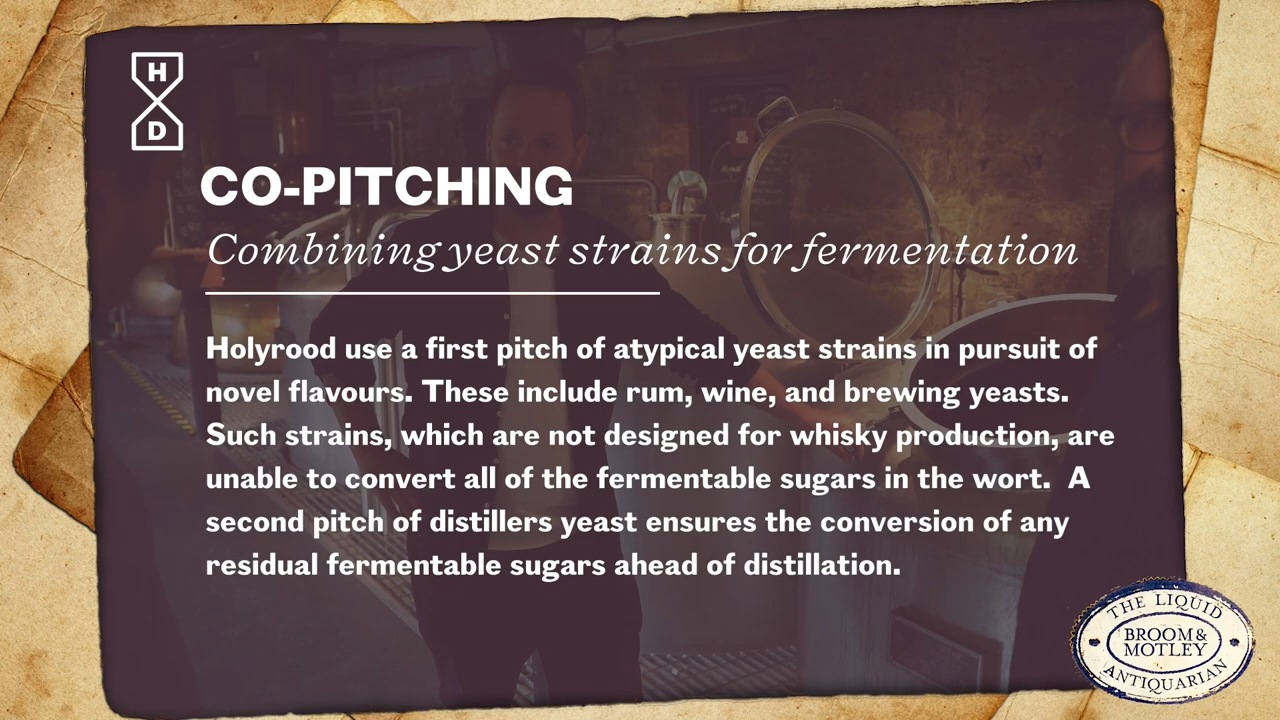 H
D
CO-PITCHING
Combining yeast strains for fermentation
Holyrood use a first pitch of atypical yeast strains in pursuit of
novel flavours. These include rum, wine, and brewing yeasts.
Such strains, which are not designed for whisky production, are
unable to convert all of the fermentable sugars in the wort.  A
second pitch of distillers yeast ensures the conversion of any
residual fermentable sugars ahead of distillation.
THE LIQUID
BROOM &
MOTLEY
ANTIQUARIAN